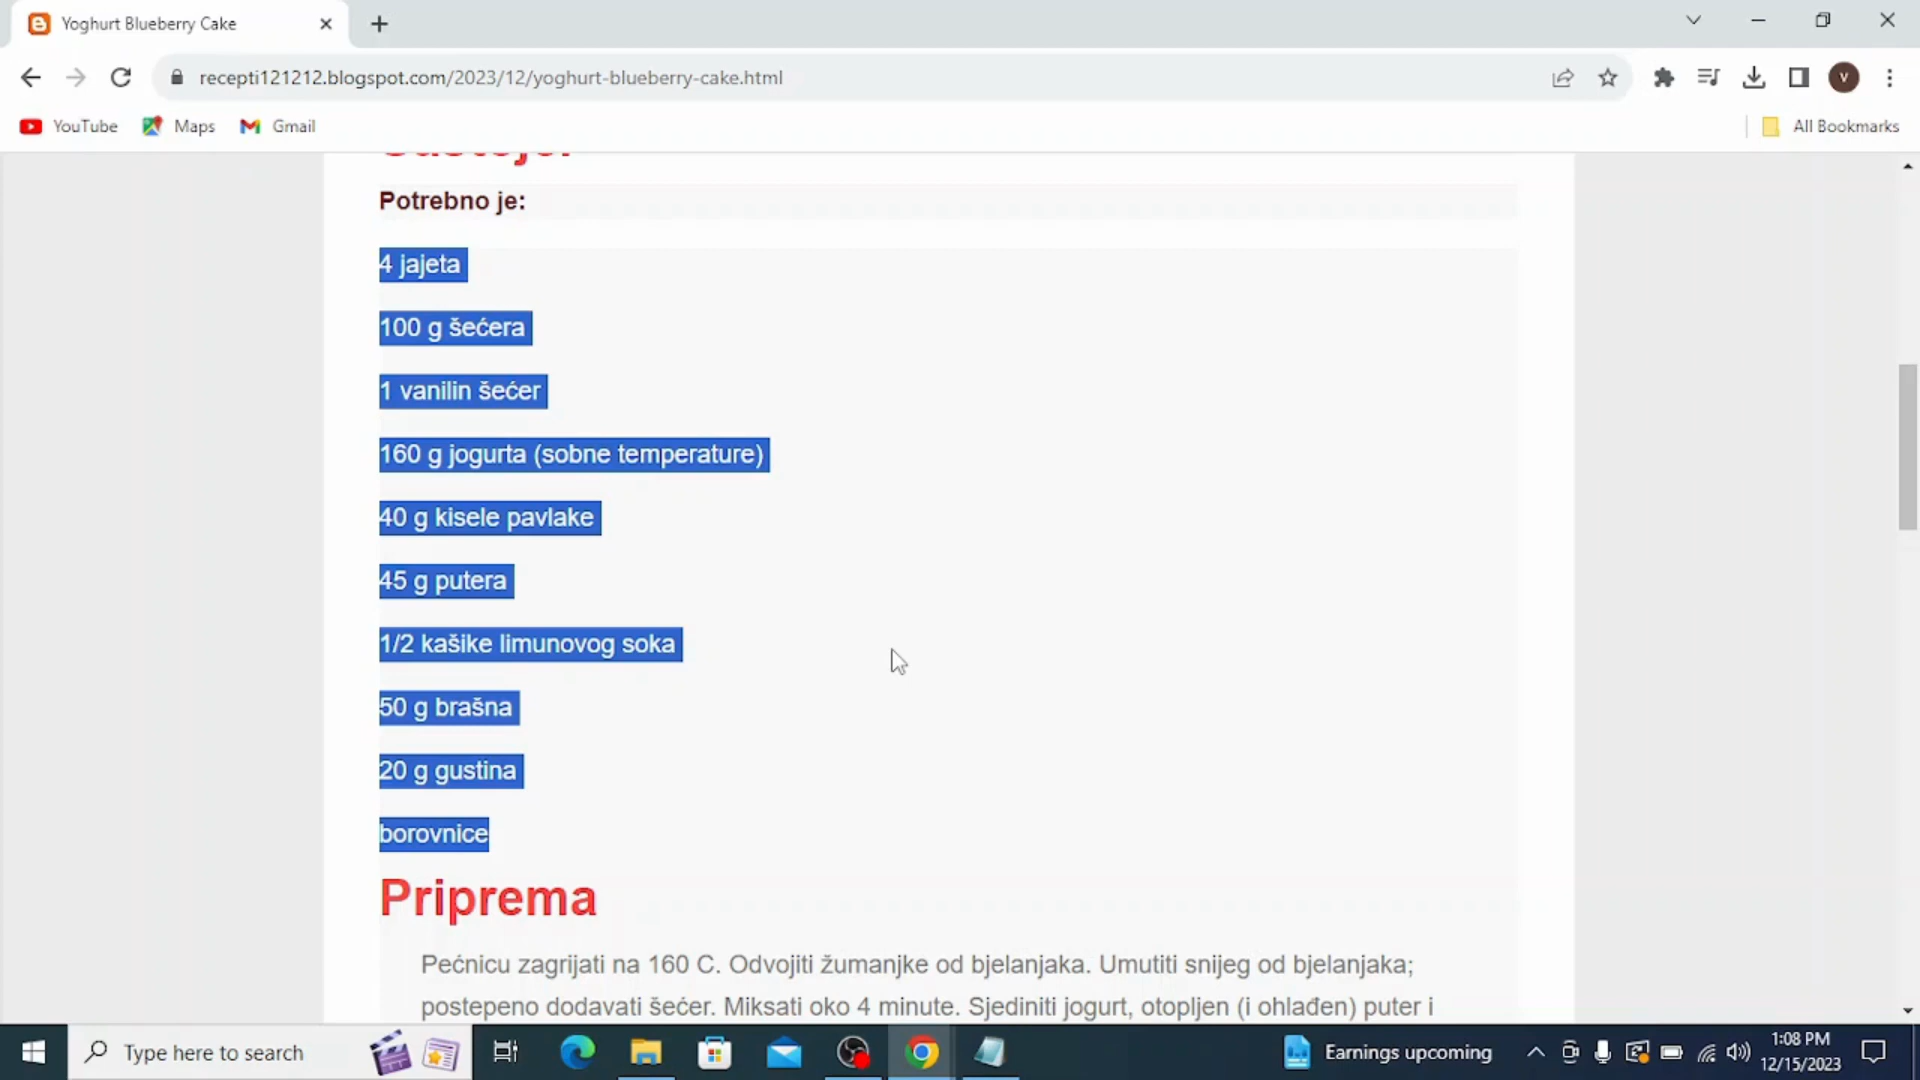 Yoghurt Blueberry Cake
recepti121212.blogspot.com/2023/12/yoghurt-blueberry-cake.html
V
YouTube
Maps
Gmail
All Bookmarks
Potrebno je:
4 jajeta
100 g šećera
1 vanilin šećer
160 g jogurta (sobne temperature)
40 g kisele pavlake
45 g putera
1/2 kašike limunovog soka
50 g brašna
20 g gustina
borovnice
Priprema
Pećnicu zagrijati na 160 C. Odvojiti žumanjke od bjelanjaka. Umutiti snijeg od bjelanjaka;
postepeno dodavati šećer. Miksati oko 4 minute. Sjediniti jogurt, otopljen (i ohlađen) puter i
Type here to search
Earnings upcoming
1:08 PM
12/15/2023